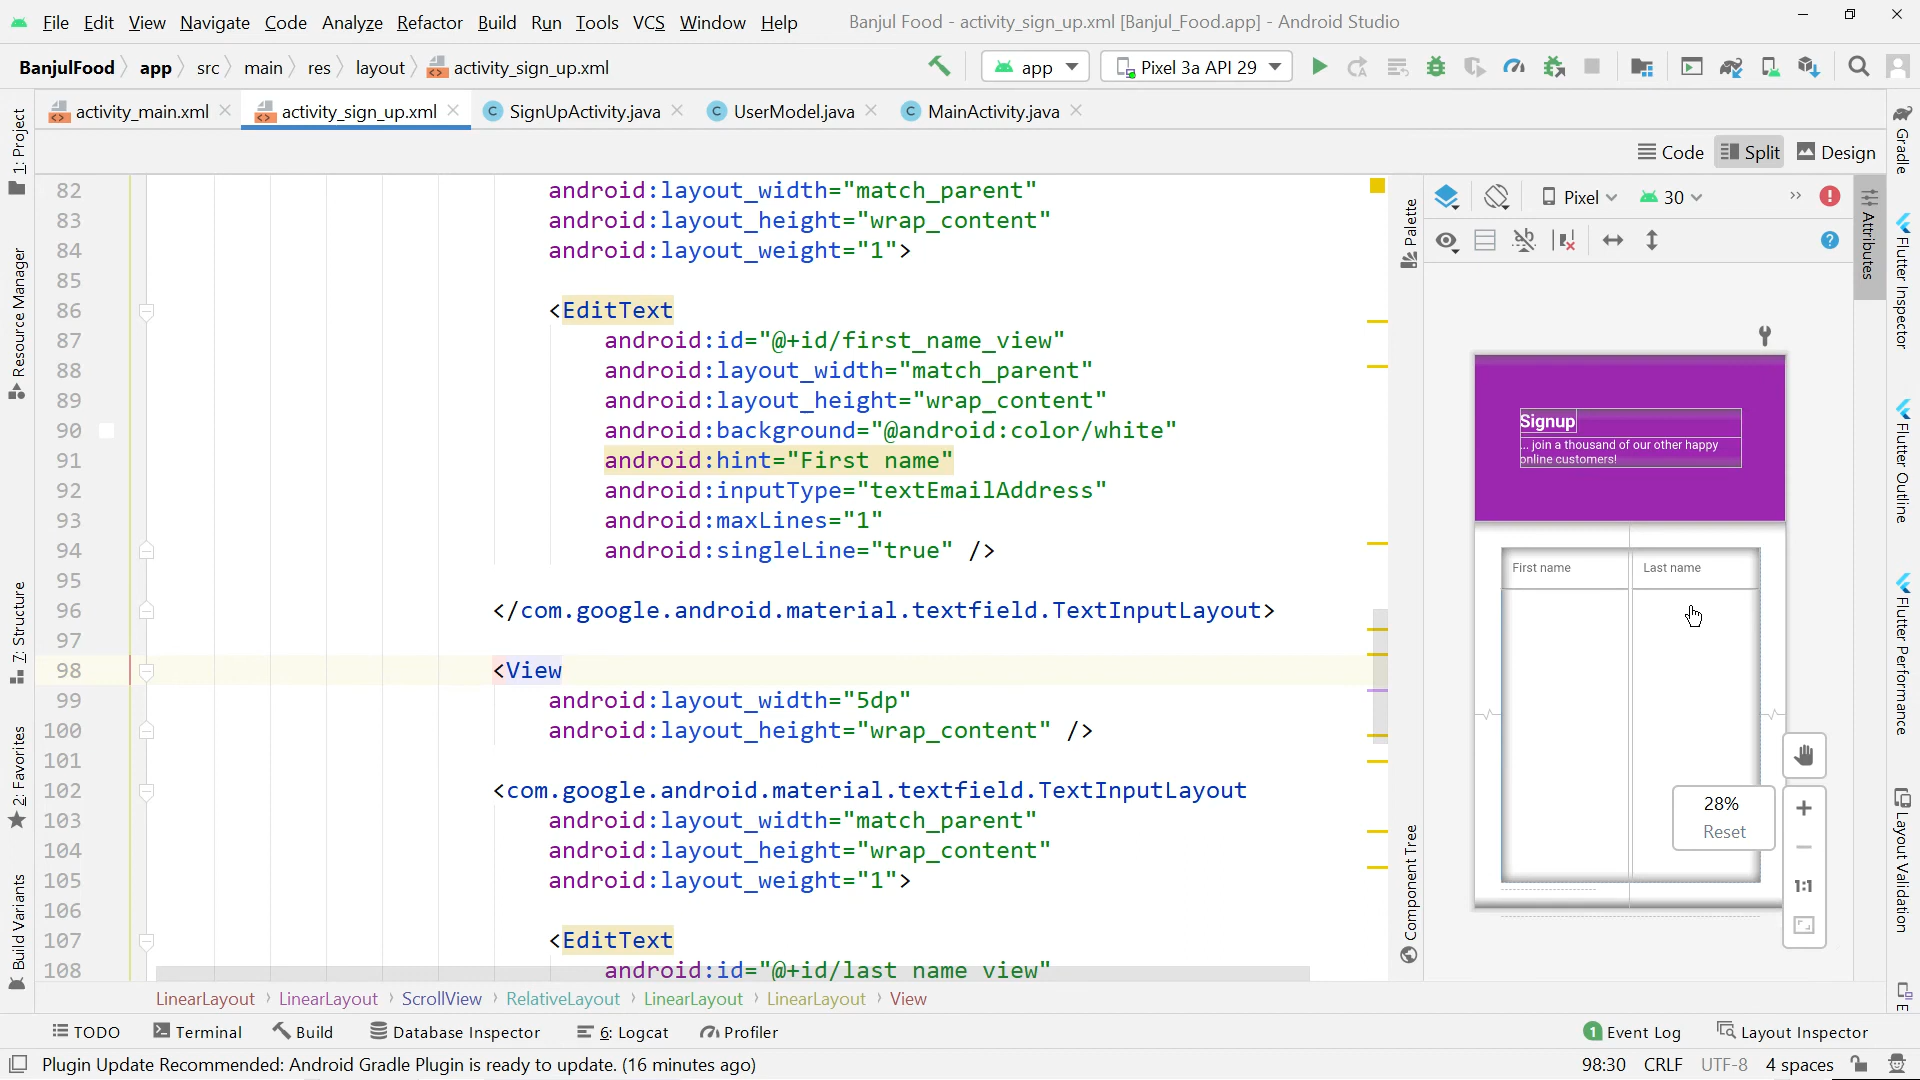 File Edit View Navigate Code Analyze Refactor Build Run Tools VCS Window Help Banjul Food - activity_sign_up.xml [Banjul_Food.app] - Android Studio
BanjulFood app src main res layout activity_sign_up.xml app Pixel 3a API 29
activity_main.xml activity_sign_up.xml SignUpActivity.java UserModel.java MainActivity.java
Code Split Design
82 android:layout_width="match_parent"
83 android:layout_height="wrap_content"
84 android:layout_weight="1">
85
86 <EditText
87 android:id="@+id/first_name_view"
88 android:layout_width="match_parent"
89 android:layout_height="wrap_content"
90 android:background="@android:color/white"
91 android:hint="First name"
92 android:inputType="textEmailAddress"
93 android:maxLines="1"
94 android:singleLine="true" />
95
96 </com.google.android.material.textfield.TextInputLayout>
97
98 <View
99 android:layout_width="5dp"
100 android:layout_height="wrap_content" />
101
102 <com.google.android.material.textfield.TextInputLayout
103 android:layout_width="match_parent"
104 android:layout_height="wrap_content"
105 android:layout_weight="1">
106
107 <EditText
108 android:id="@+id/last_name_view"
LinearLayout LinearLayout ScrollView RelativeLayout LinearLayout LinearLayout View
1: Project
Resource Manager
7: Structure
2: Favorites
Build Variants
Palette
Component Tree
Pixel 30
Signup
... join a thousand of our other happy
online customers!
First name Last name
28%
Reset
1:1
Attributes
Gradle
Flutter Inspector
Flutter Outline
Flutter Performance
Layout Validation
E
TODO Terminal Build Database Inspector 6: Logcat Profiler 1 Event Log Layout Inspector
Plugin Update Recommended: Android Gradle Plugin is ready to update. (16 minutes ago) 98:30 CRLF UTF-8 4 spaces